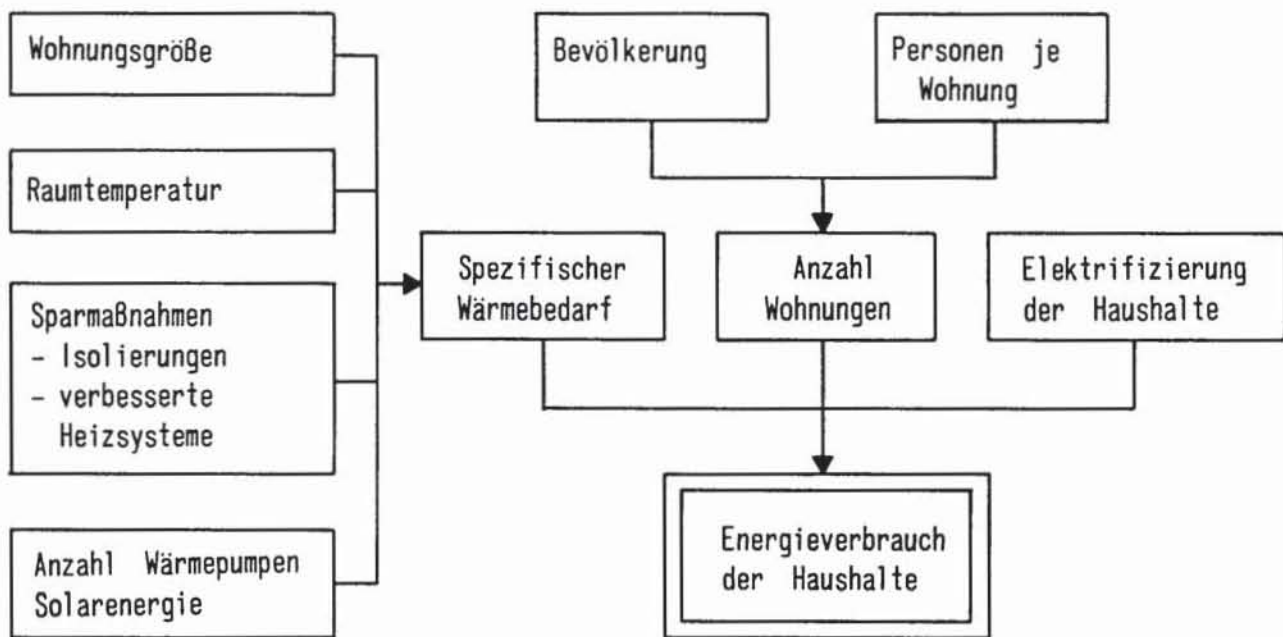 Wohnungsgröße
Raumtemperatur
Sparmaßnahmen
– Isolierungen
– verbesserte
Heizsysteme
Anzahl Wärmepumpen
Solarenergie
Bevölkerung
Personen je
Wohnung
Spezifischer
Wärmebedarf
Anzahl
Wohnungen
Elektrifizierung
der Haushalte
Energieverbrauch
der Haushalte